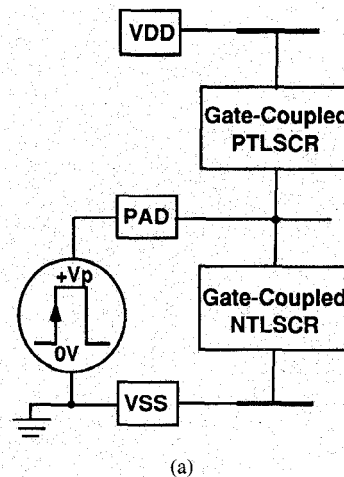 VDD
Gate-Coupled
PTLSCR
PAD
+Vp
0V
Gate-Coupled
NTLSCR
VSS
(a)